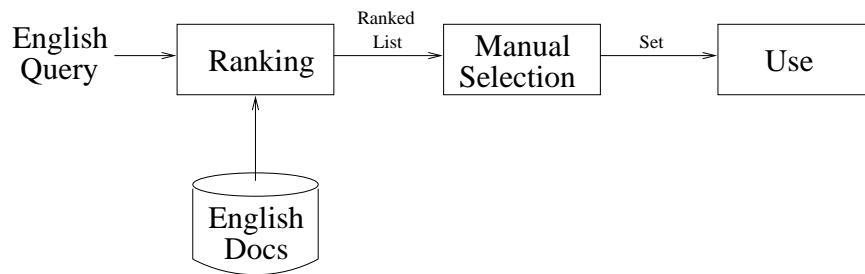 Ranked
List
English
Query
Ranking
Manual
Selection
Set
Use
English
Docs